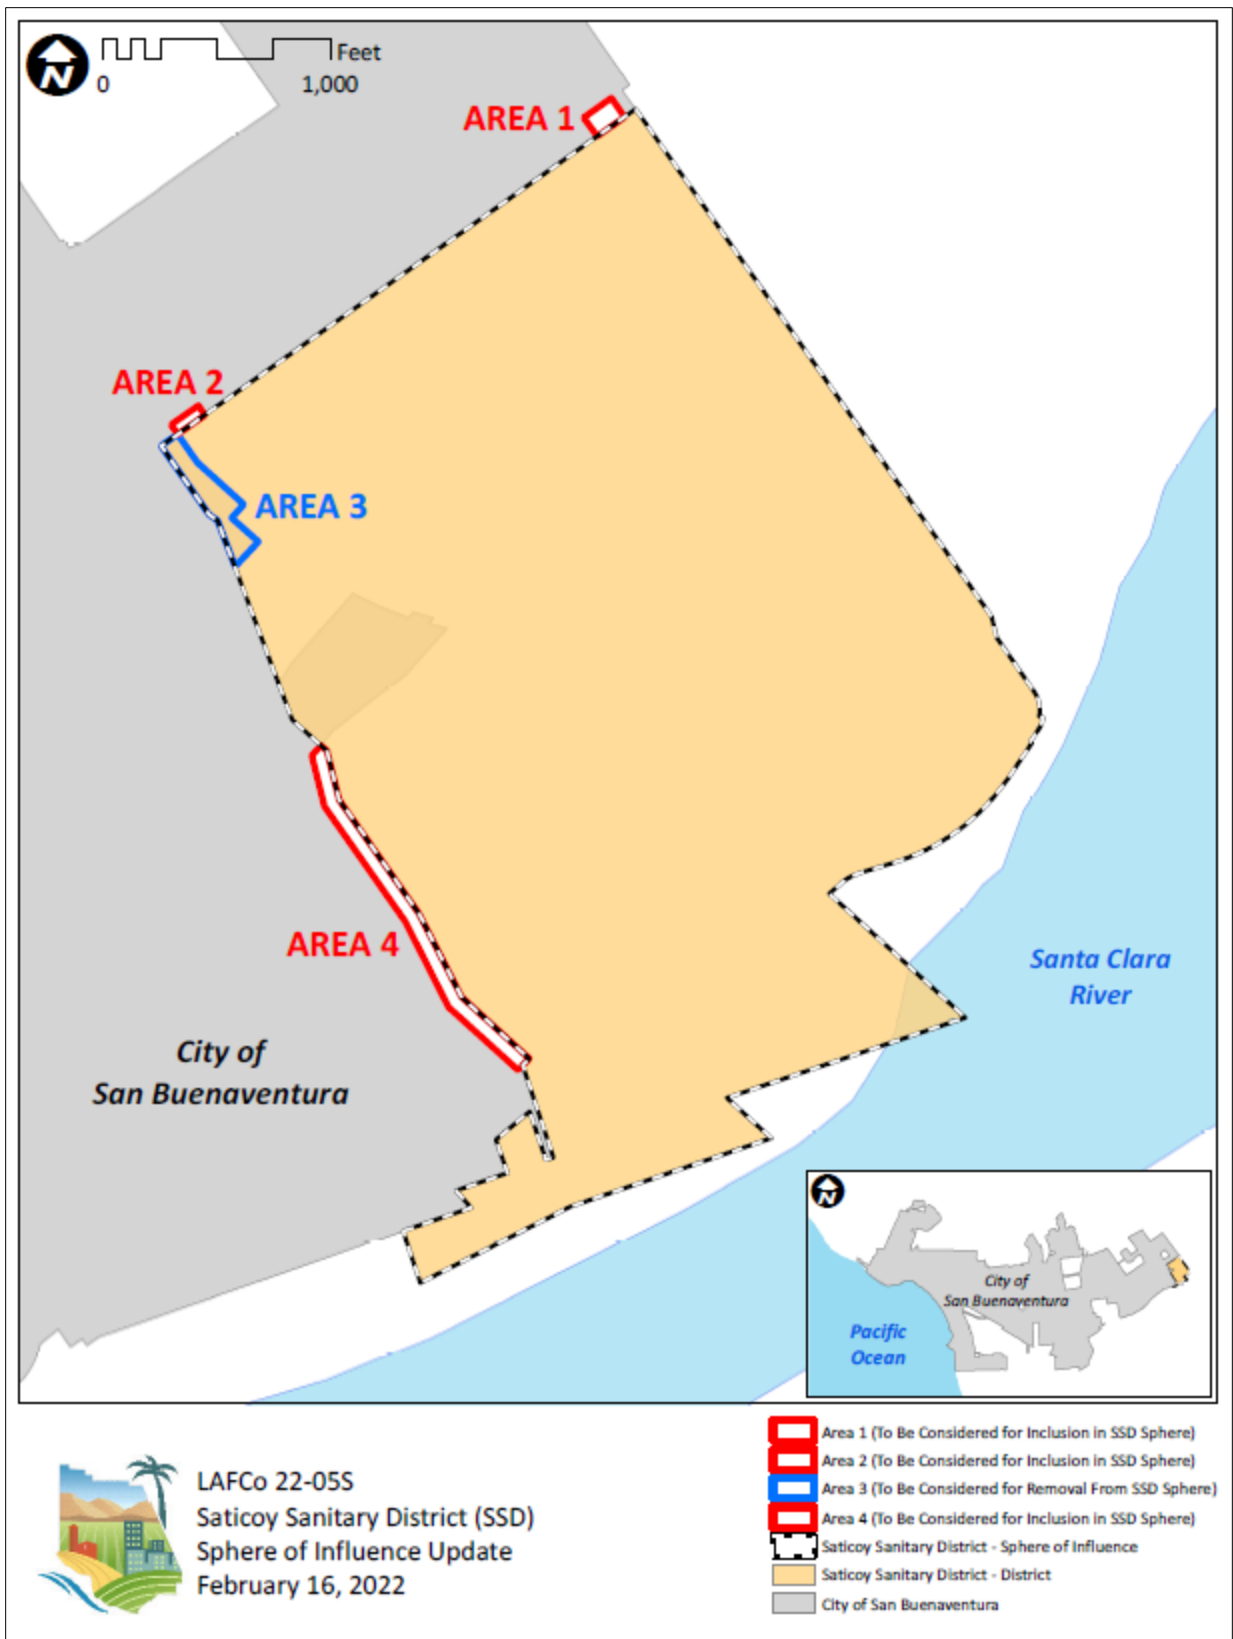 N
Feet
0
1,000
AREA 1
AREA 2
AREA 3
AREA 4
Santa Clara
River
City of
San Buenaventura
N
City of
San Buenaventura
Pacific
Ocean
LAFCo 22-05S
Saticoy Sanitary District (SSD)
Sphere of Influence Update
February 16, 2022
Area 1 (To Be Considered for Inclusion in SSD Sphere)
Area 2 (To Be Considered for Inclusion in SSD Sphere)
Area 3 (To Be Considered for Removal From SSD Sphere)
Area 4 (To Be Considered for Inclusion in SSD Sphere)
Saticoy Sanitary District - Sphere of Influence
Saticoy Sanitary District - District
City of San Buenaventura